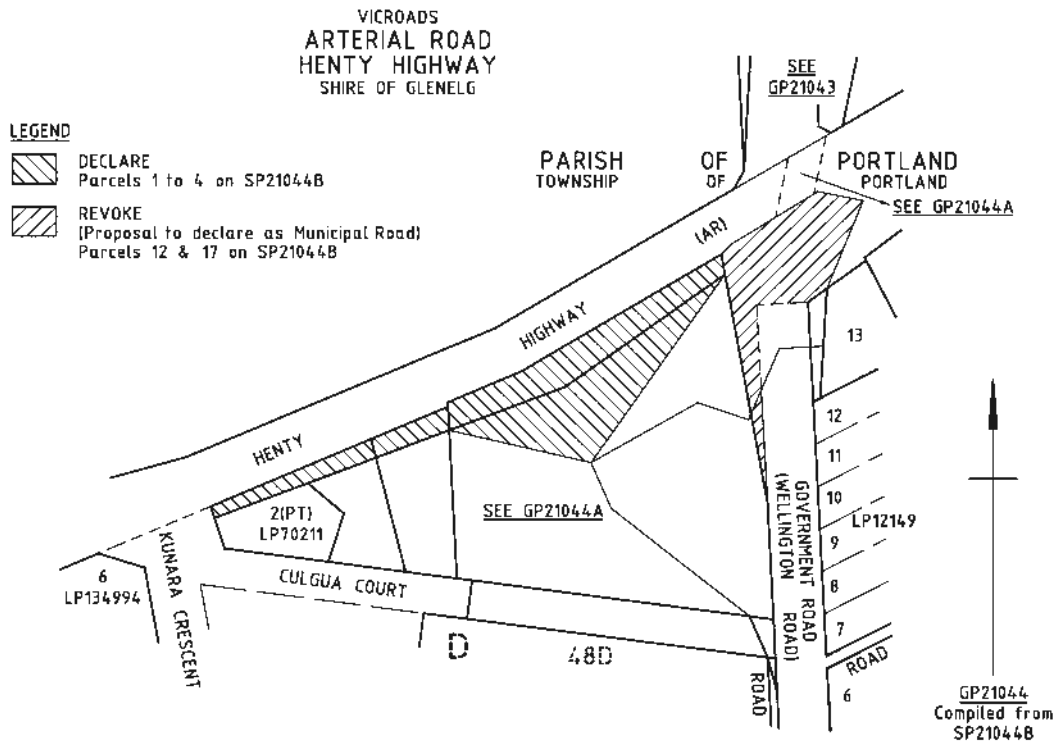 VICROADS
ARTERIAL ROAD
HENTY HIGHWAY
SHIRE OF GLENELG
SEE
GP21043
LEGEND
DECLARE
Parcels 1 to 4 on SP21044B
REVOKE
(Proposal to declare as Municipal Road)
Parcels 12 & 17 on SP21044B
PARISH OF PORTLAND
TOWNSHIP OF PORTLAND
SEE GP21044A
(AR)
HENTY HIGHWAY
13
12
11
10
LP12149
9
8
7
6
ROAD
GOVERNMENT ROAD
(WELLINGTON ROAD)
SEE GP21044A
2(PT)
LP70211
CULGUA COURT
KUNARA CRESCENT
6
LP134994
D
48D
ROAD
GP21044
Compiled from
SP21044B